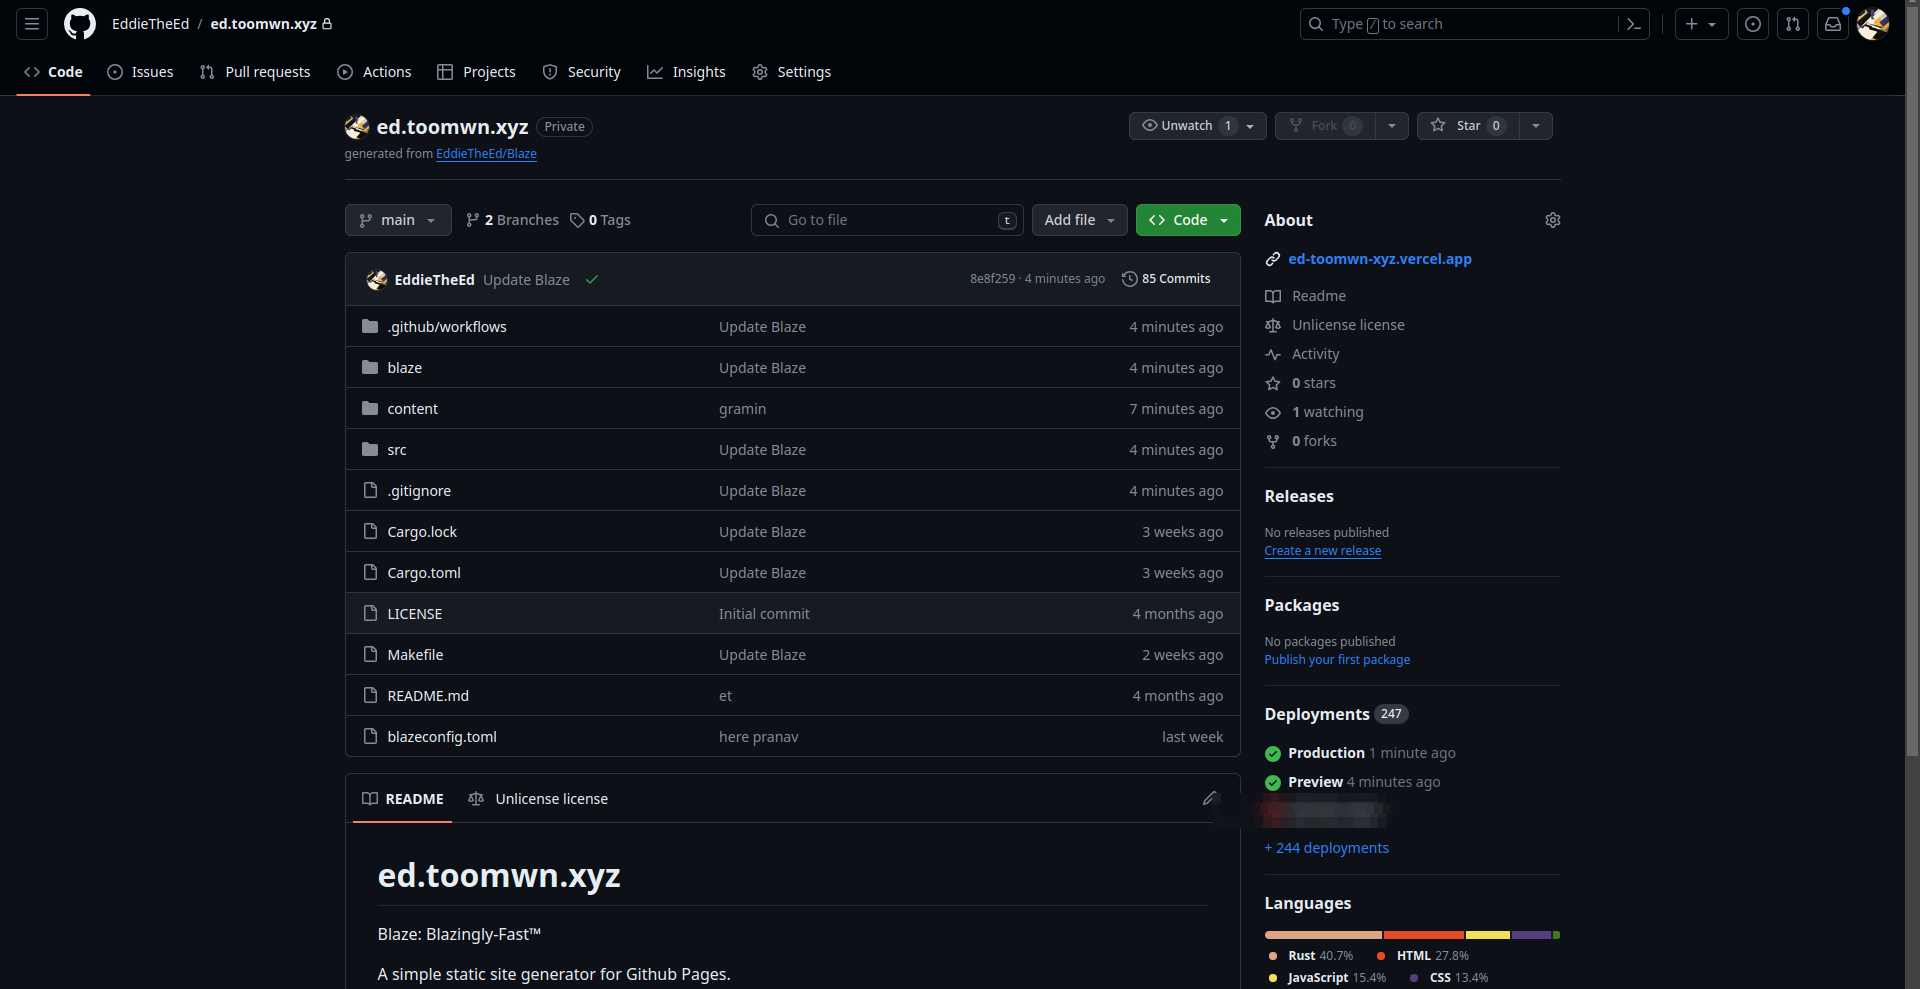 EddieTheEd / ed.toomwn.xyz
Type / to search
Code Issues Pull requests Actions Projects Security Insights Settings
ed.toomwn.xyz Private
generated from EddieTheEd/Blaze
Unwatch 1 Fork 0 Star 0
main 2 Branches 0 Tags
Go to file t Add file Code
EddieTheEd Update Blaze 8e8f259 · 4 minutes ago 85 Commits
.github/workflows Update Blaze 4 minutes ago
blaze Update Blaze 4 minutes ago
content gramin 7 minutes ago
src Update Blaze 4 minutes ago
.gitignore Update Blaze 4 minutes ago
Cargo.lock Update Blaze 3 weeks ago
Cargo.toml Update Blaze 3 weeks ago
LICENSE Initial commit 4 months ago
Makefile Update Blaze 2 weeks ago
README.md et 4 months ago
blazeconfig.toml here pranav last week
README Unlicense license
ed.toomwn.xyz
Blaze: Blazingly-Fast™
A simple static site generator for Github Pages.
About
ed-toomwn-xyz.vercel.app
Readme
Unlicense license
Activity
0 stars
1 watching
0 forks
Releases
No releases published
Create a new release
Packages
No packages published
Publish your first package
Deployments 247
Production 1 minute ago
Preview 4 minutes ago
+ 244 deployments
Languages
Rust 40.7% HTML 27.8%
JavaScript 15.4% CSS 13.4%